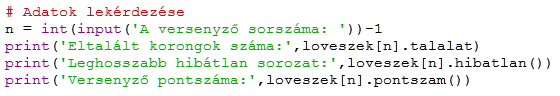 # Adatok lekérdezése
n = int(input('A versenyző sorszáma: '))-1
print('Eltalált korongok száma:',loveszek[n].talalat)
print('Leghosszabb hibátlan sorozat:',loveszek[n].hibatlan())
print('Versenyző pontszáma:',loveszek[n].pontszam())